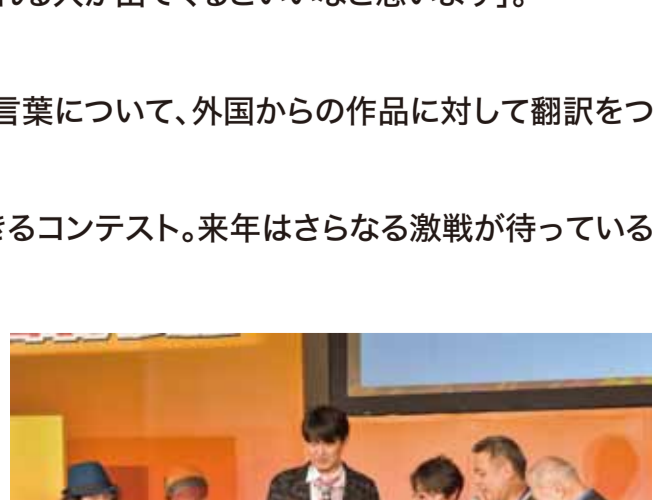 れる人が出てくるといいなと思います」。
言葉について、外国からの作品に対して翻訳をつ
きるコンテスト。来年はさらなる激戦が待っている